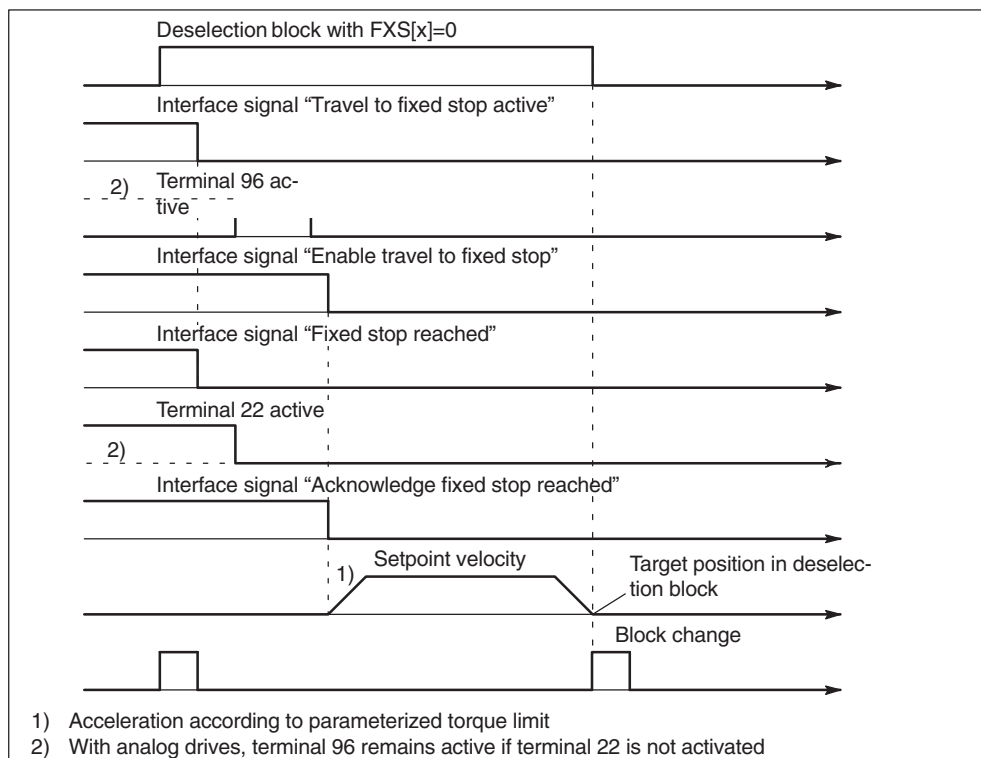 Deselection block with FXS[x]=0
Interface signal “Travel to fixed stop active”
2)
Terminal 96 ac-
tive
Interface signal “Enable travel to fixed stop”
Interface signal “Fixed stop reached”
Terminal 22 active
2)
Interface signal “Acknowledge fixed stop reached”
1)
Setpoint velocity
Target position in deselec-
tion block
Block change
1) Acceleration according to parameterized torque limit
2) With analog drives, terminal 96 remains active if terminal 22 is not activated